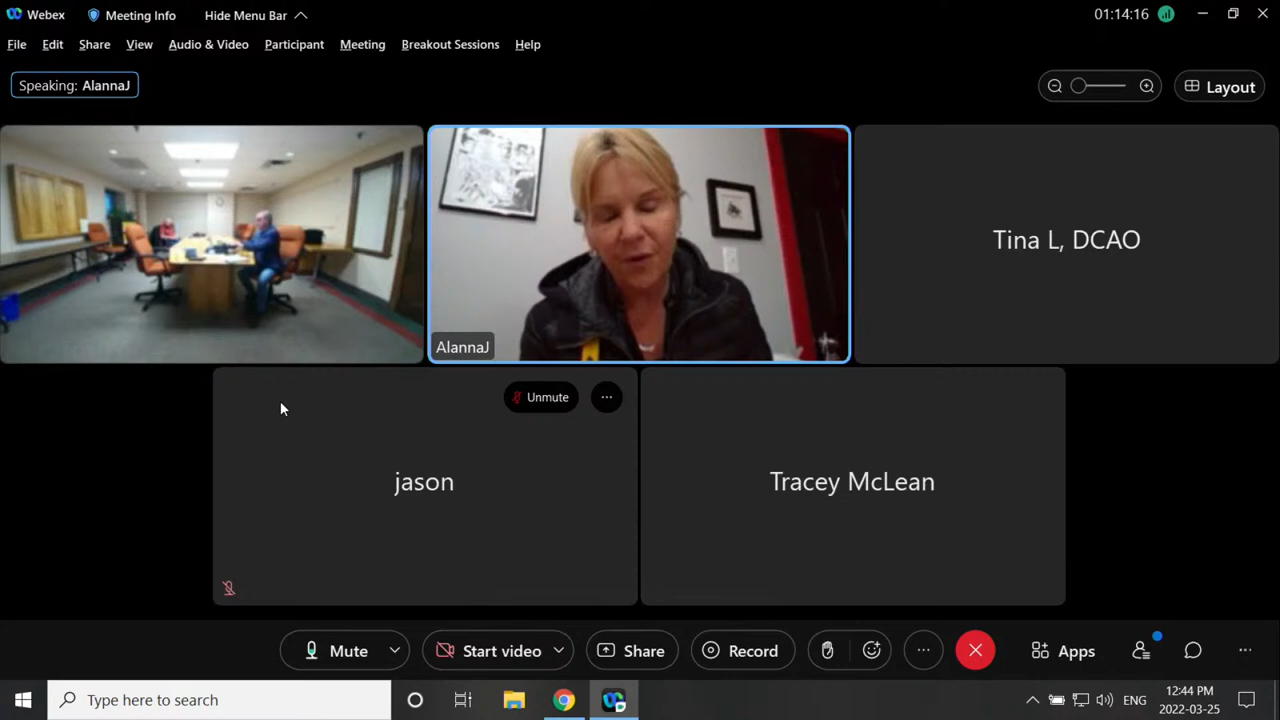 Webex
Meeting Info
Hide Menu Bar
01:14:16
File
Edit
Share
View
Audio & Video
Participant
Meeting
Breakout Sessions
Help
Speaking: AlannaJ
Layout
AlannaJ
Tina L, DCAO
Unmute
jason
Tracey McLean
Mute
Start video
Share
Record
Apps
Type here to search
ENG
12:44 PM
2022-03-25